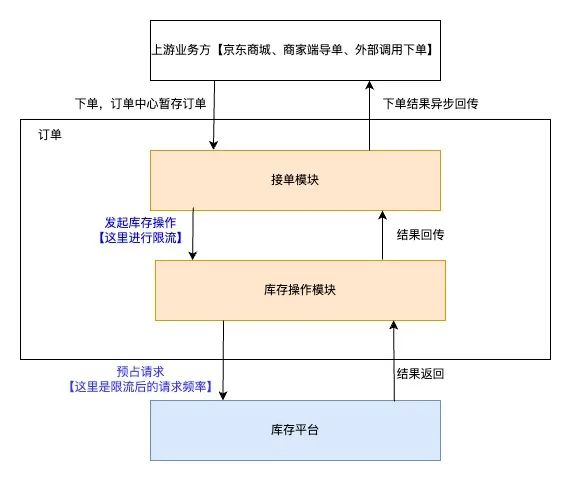 上游业务方【京东商城、商家端导单、外部调用下单】
下单，订单中心暂存订单
下单结果异步回传
订单
接单模块
发起库存操作
【这里进行限流】
结果回传
库存操作模块
预占请求
【这里是限流后的请求频率】
结果返回
库存平台